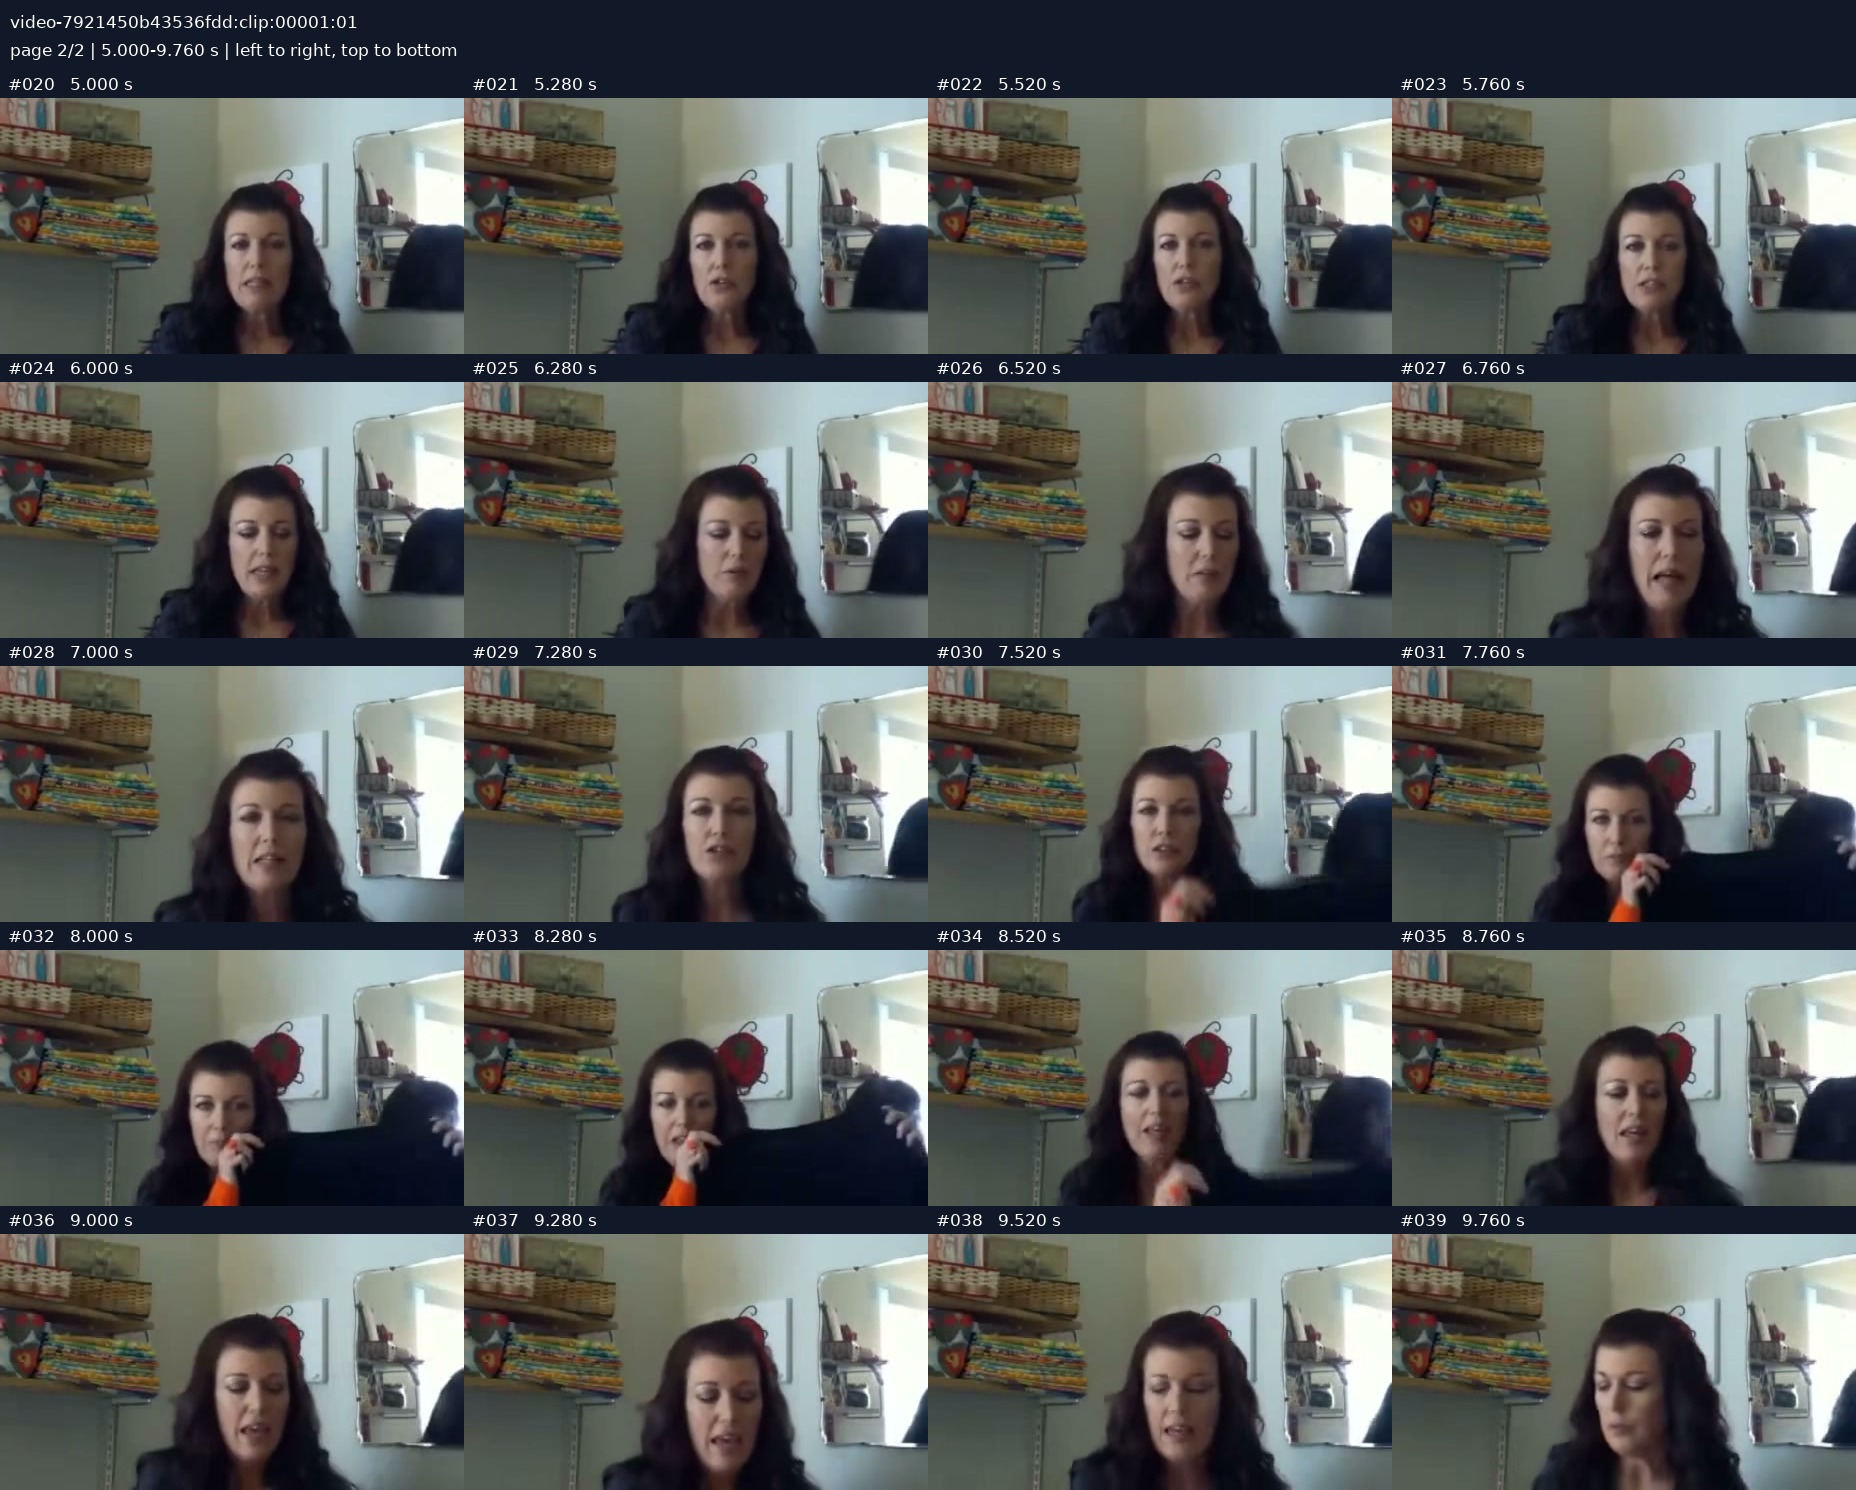 video-7921450b43536fdd:clip:00001:01
page 2/2 | 5.000-9.760 s | left to right, top to bottom
#020 5.000 s
#021 5.280 s
#022 5.520 s
#023 5.760 s
#024 6.000 s
#025 6.280 s
#026 6.520 s
#027 6.760 s
#028 7.000 s
#029 7.280 s
#030 7.520 s
#031 7.760 s
#032 8.000 s
#033 8.280 s
#034 8.520 s
#035 8.760 s
#036 9.000 s
#037 9.280 s
#038 9.520 s
#039 9.760 s